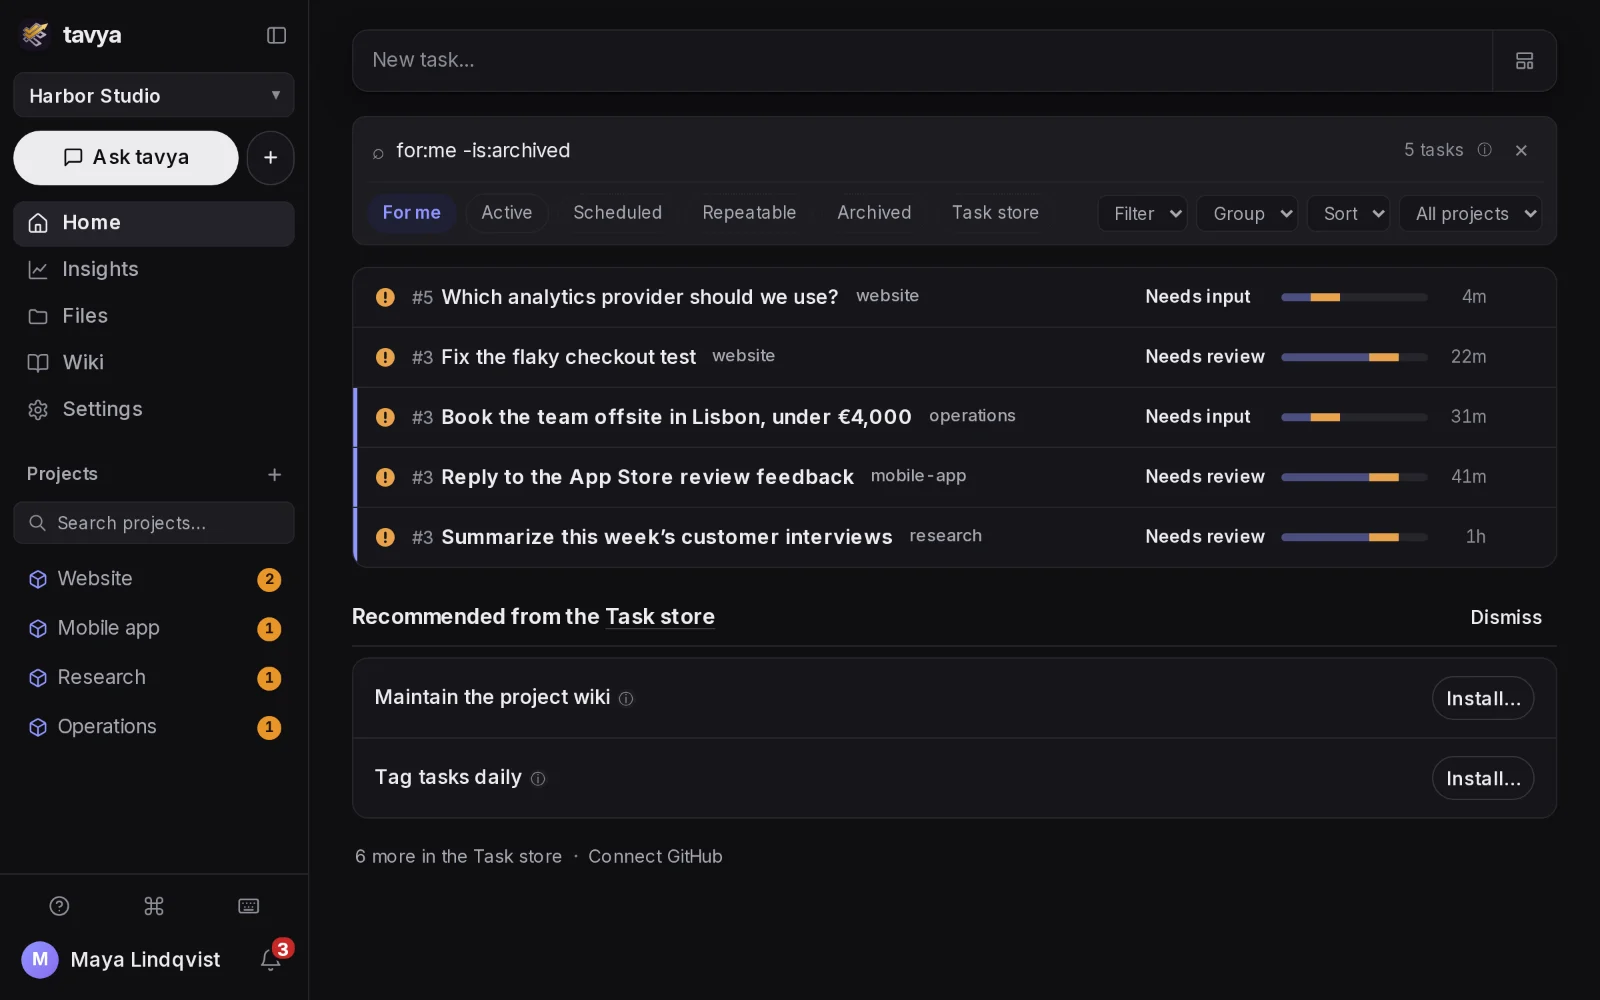 tavya
Harbor Studio
Ask tavya
Home
Insights
Files
Wiki
Settings
Projects
Search projects...
Website 2
Mobile app 1
Research 1
Operations 1
M Maya Lindqvist 3
New task...
for:me -is:archived 5 tasks
For me Active Scheduled Repeatable Archived Task store Filter Group Sort All projects
#5 Which analytics provider should we use? website Needs input 4m
#3 Fix the flaky checkout test website Needs review 22m
#3 Book the team offsite in Lisbon, under €4,000 operations Needs input 31m
#3 Reply to the App Store review feedback mobile-app Needs review 41m
#3 Summarize this week’s customer interviews research Needs review 1h
Recommended from the Task store Dismiss
Maintain the project wiki Install...
Tag tasks daily Install...
6 more in the Task store · Connect GitHub